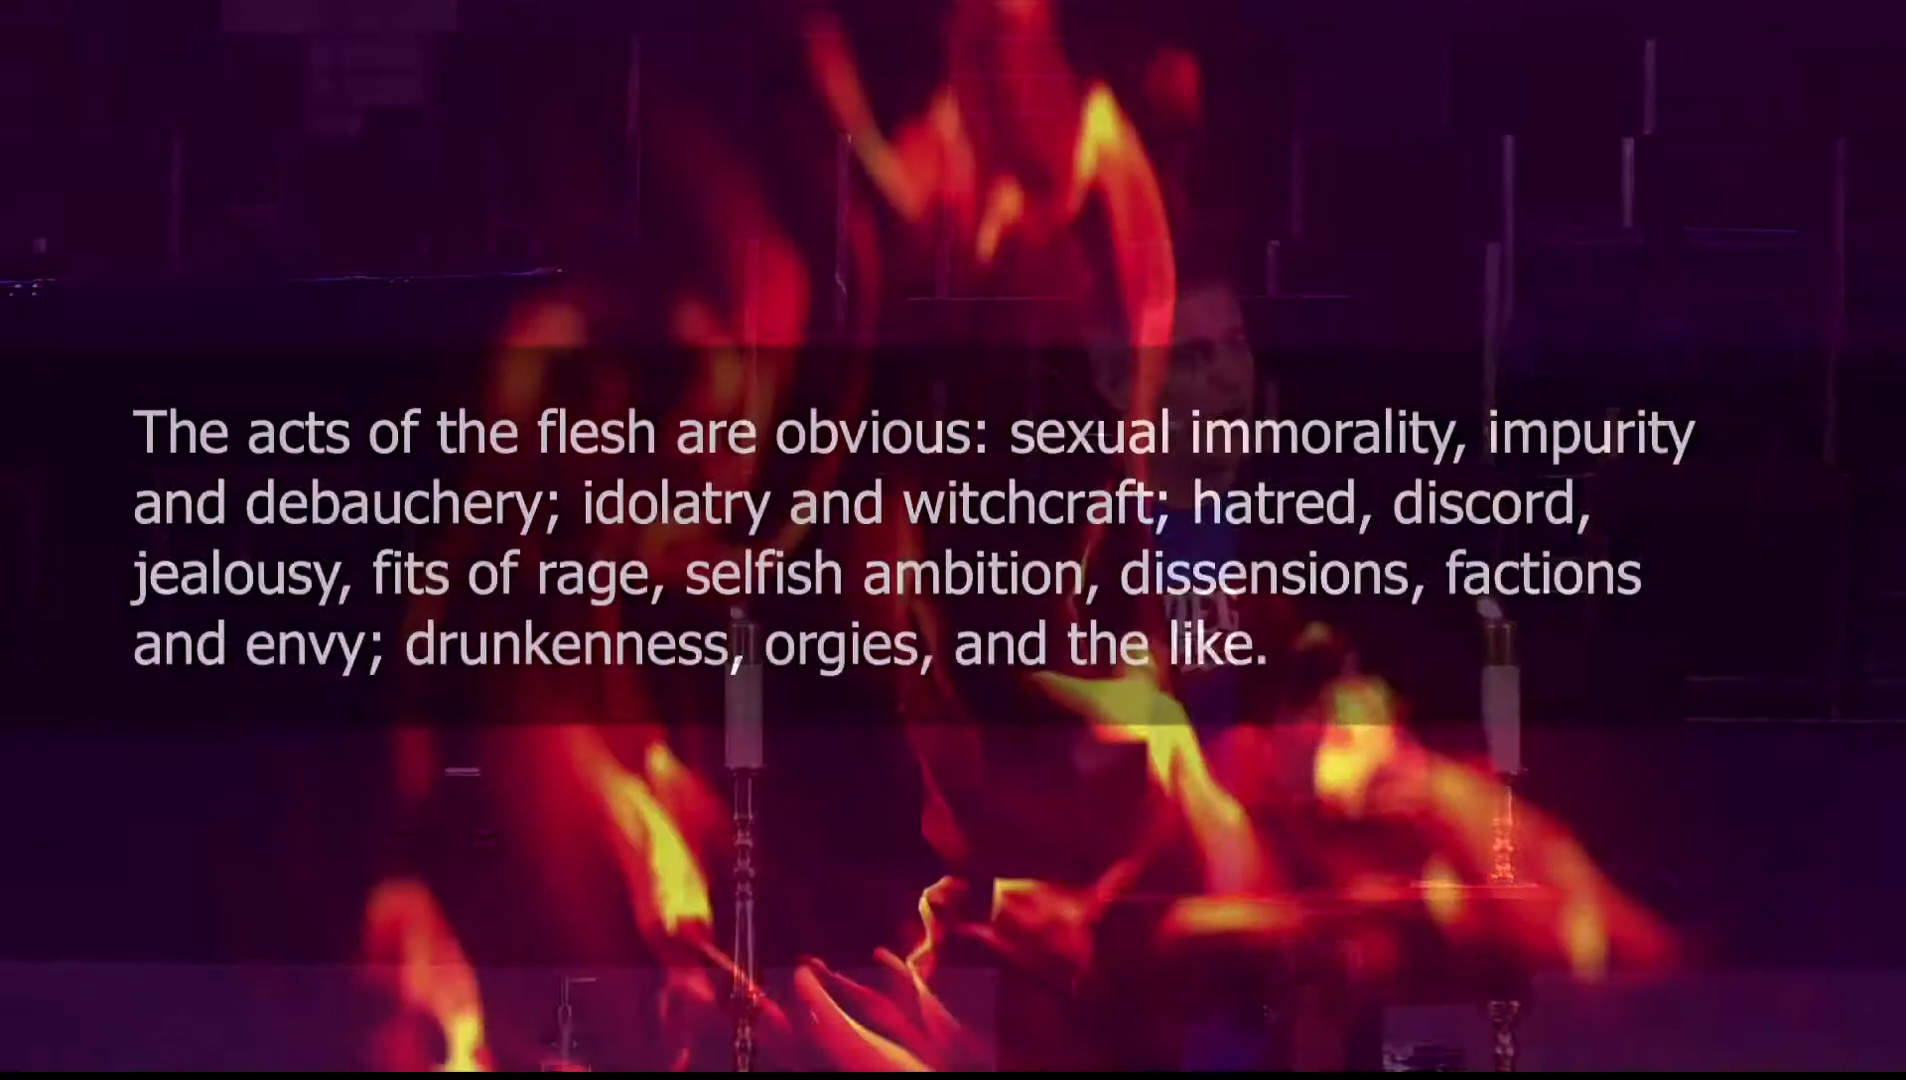 The acts of the flesh are obvious: sexual immorality, impurity
and debauchery; idolatry and witchcraft; hatred, discord,
jealousy, fits of rage, selfish ambition, dissensions, factions
and envy; drunkenness, orgies, and the like.